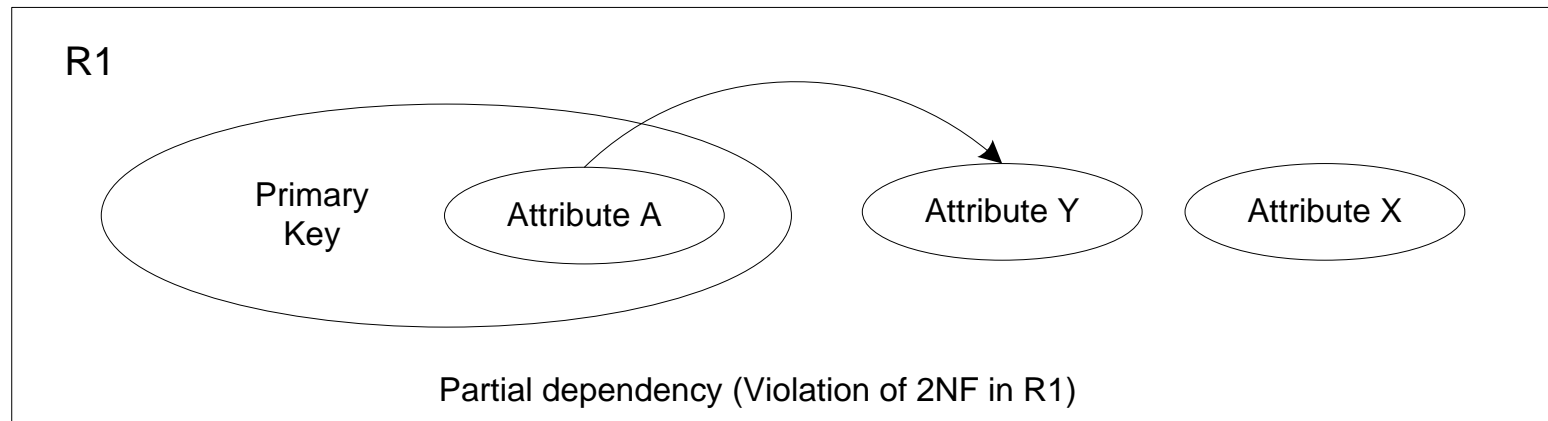 R1
Primary
Key
Attribute A
Attribute Y
Attribute X
Partial dependency (Violation of 2NF in R1)